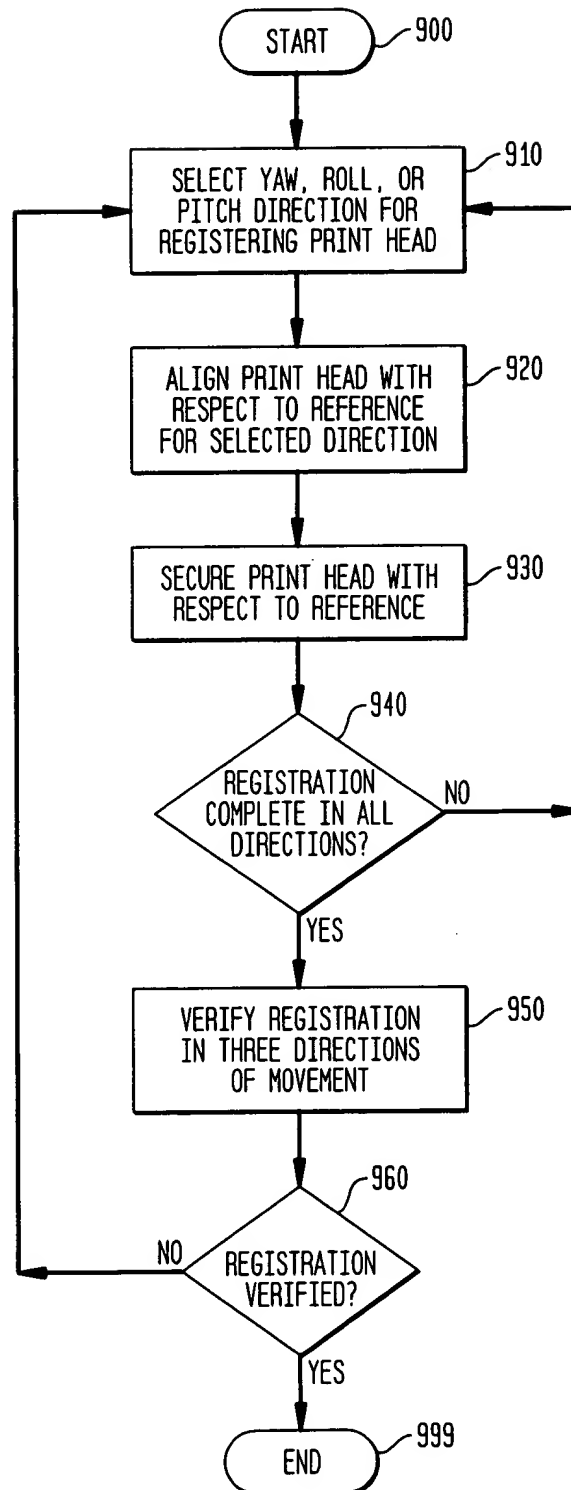 START
900
SELECT YAW, ROLL, OR
PITCH DIRECTION FOR
REGISTERING PRINT HEAD
910
ALIGN PRINT HEAD WITH
RESPECT TO REFERENCE
FOR SELECTED DIRECTION
920
SECURE PRINT HEAD WITH
RESPECT TO REFERENCE
930
940
REGISTRATION
COMPLETE IN ALL
DIRECTIONS?
NO
YES
VERIFY REGISTRATION
IN THREE DIRECTIONS
OF MOVEMENT
950
960
NO
REGISTRATION
VERIFIED?
YES
END
999